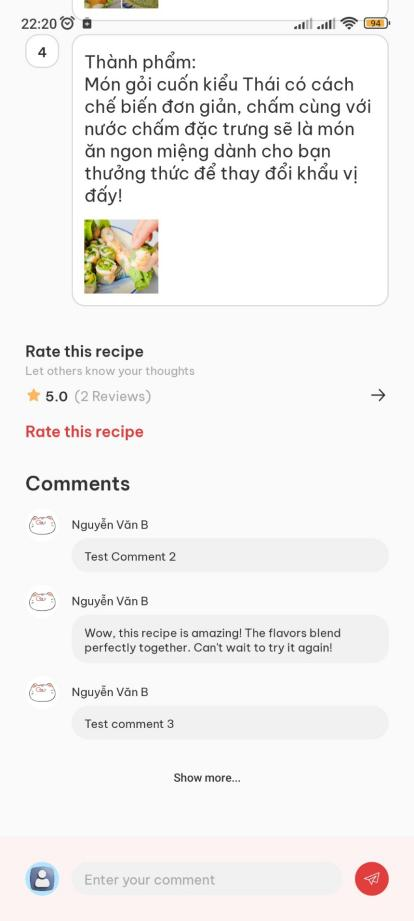 22:20
94
4
Thành phẩm:
Món gỏi cuốn kiểu Thái có cách
chế biến đơn giản, chấm cùng với
nước chấm đặc trưng sẽ là món
ăn ngon miệng dành cho bạn
thưởng thức để thay đổi khẩu vị
đấy!
Rate this recipe
Let others know your thoughts
5.0 (2 Reviews)
Rate this recipe
Comments
Nguyễn Văn B
Test Comment 2
Nguyễn Văn B
Wow, this recipe is amazing! The flavors blend
perfectly together. Can't wait to try it again!
Nguyễn Văn B
Test comment 3
Show more...
Enter your comment